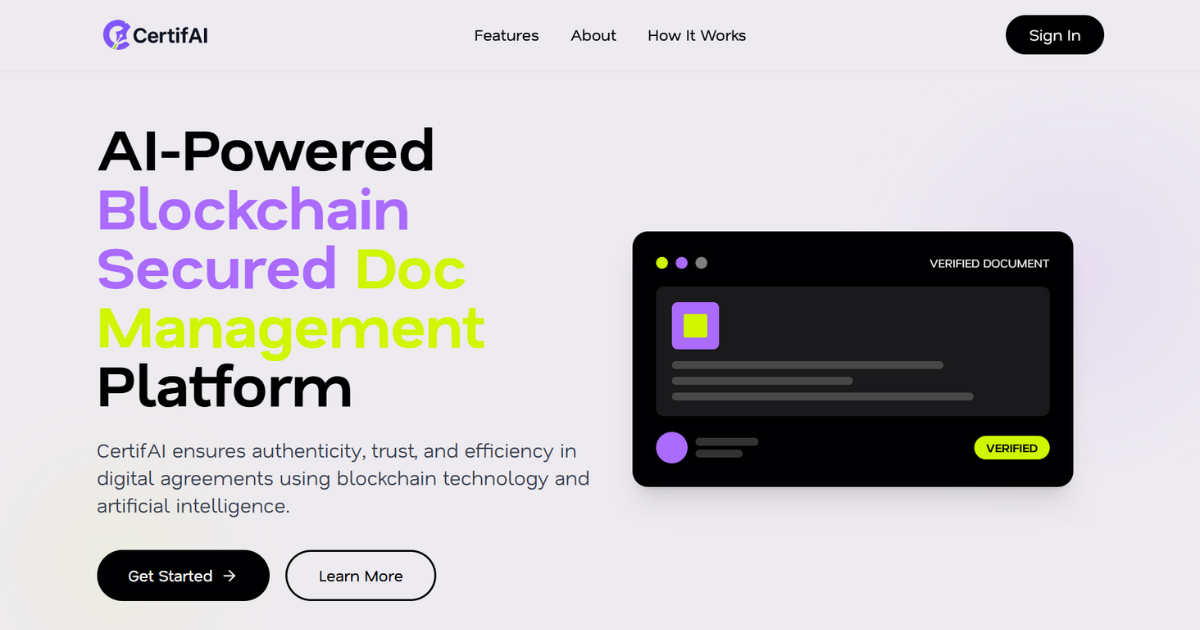 CertifAI
Features
About
How It Works
Sign In
AI-Powered
Blockchain
Secured Doc
Management
Platform
CertifAI ensures authenticity, trust, and efficiency in
digital agreements using blockchain technology and
artificial intelligence.
Get Started →
Learn More
VERIFIED DOCUMENT
VERIFIED